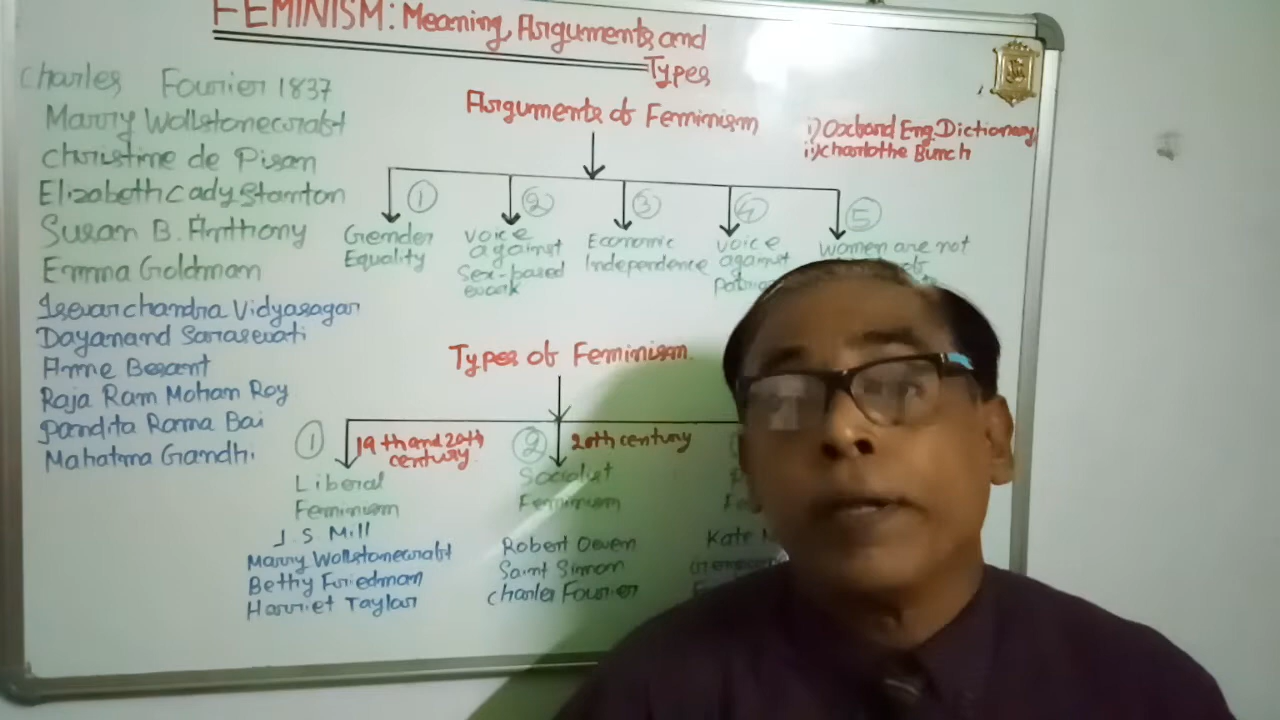 FEMINISM: Meaning, Arguments and
Types
Charles Fourier 1837
Marry Wollstonecraft
Christine de Pisan
Elizabeth Cady Stanton
Susan B. Anthony
Emma Goldman
Iswarchandra Vidyasagar
Dayanand Saraswati
Anne Besant
Raja Ram Mohan Roy
Pandita Rama Bai
Mahatma Gandhi
Arguments of Feminism
i) Oxford Eng. Dictionary
ii) Charlothe Bunch
1
Gender
Equality
2
voice
against
Sex-based
work
3
Economic
Independence
4
voice
against
5
women are not
Types of Feminism
1
19th and 20th
century
Liberal
Feminism
J.S Mill
Marry Wollstonecraft
Bethy Friedman
Harriet Taylor
2
20th century
Socialist
Feminism
Robert Owen
Saint Simon
Charles Fourier
Kate